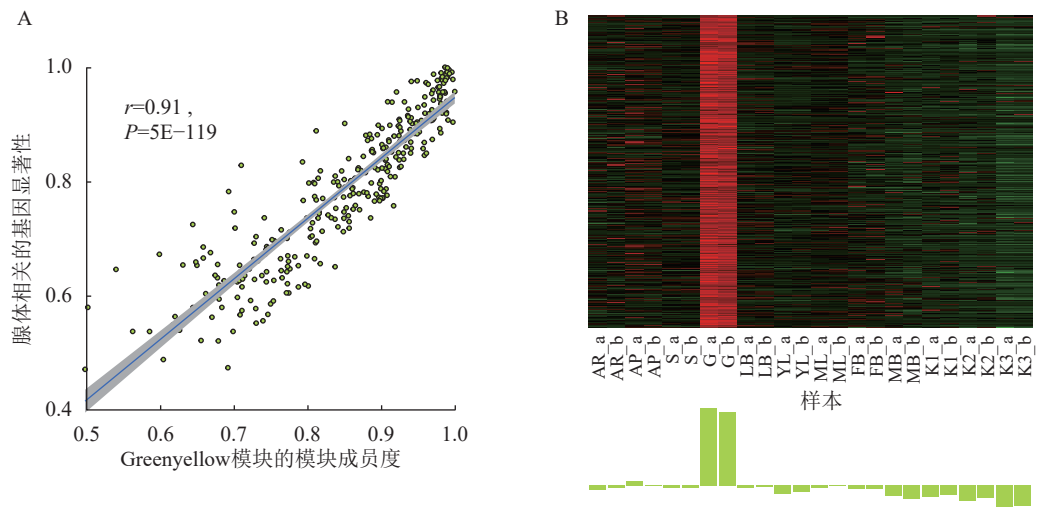 A
B
1.0
0.8
0.6
0.4
腺体相关的基因显著性
r=0.91 ,
P=5E−119
0.5 0.6 0.7 0.8 0.9 1.0
Greenyellow模块的模块成员度
AR_a AR_b AP_a AP_b S_a S_b G_a G_b LB_a LB_b YL_a YL_b ML_a ML_b FB_a FB_b MB_a MB_b K1_a K1_b K2_a K2_b K3_a K3_b
样本